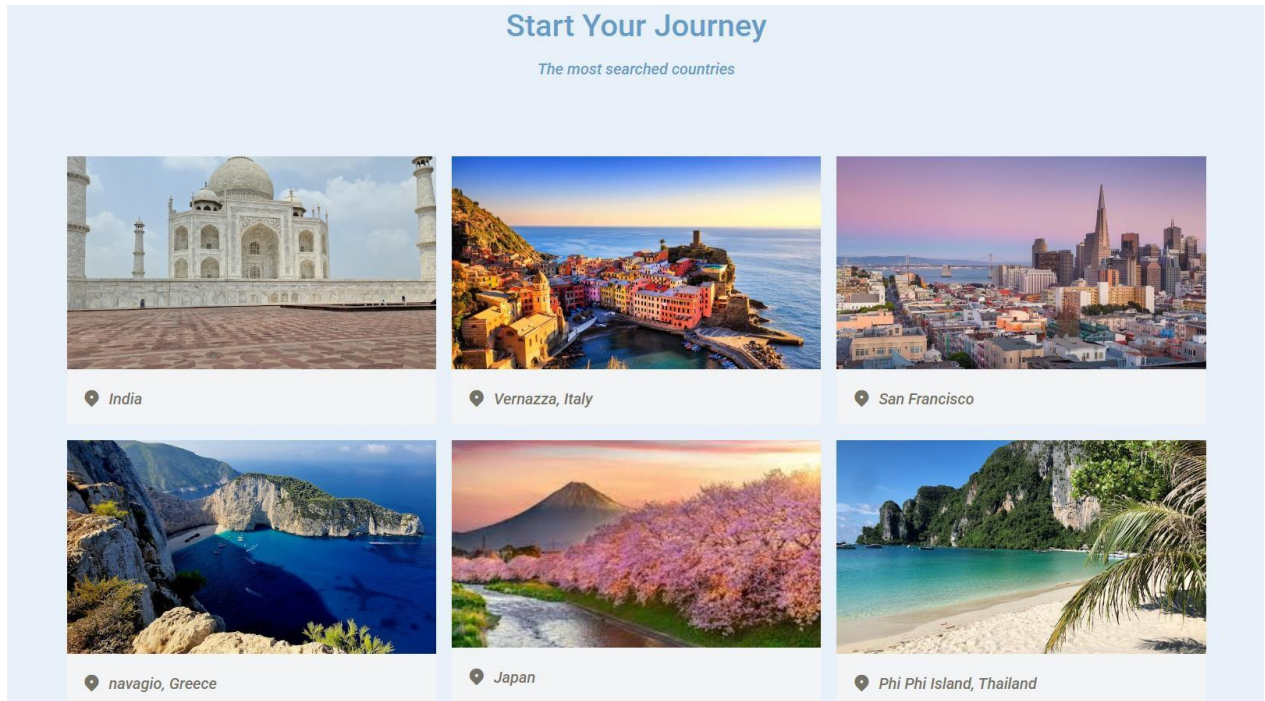 Start Your Journey
The most searched countries
India
Vernazza, Italy
San Francisco
navagio, Greece
Japan
Phi Phi Island, Thailand